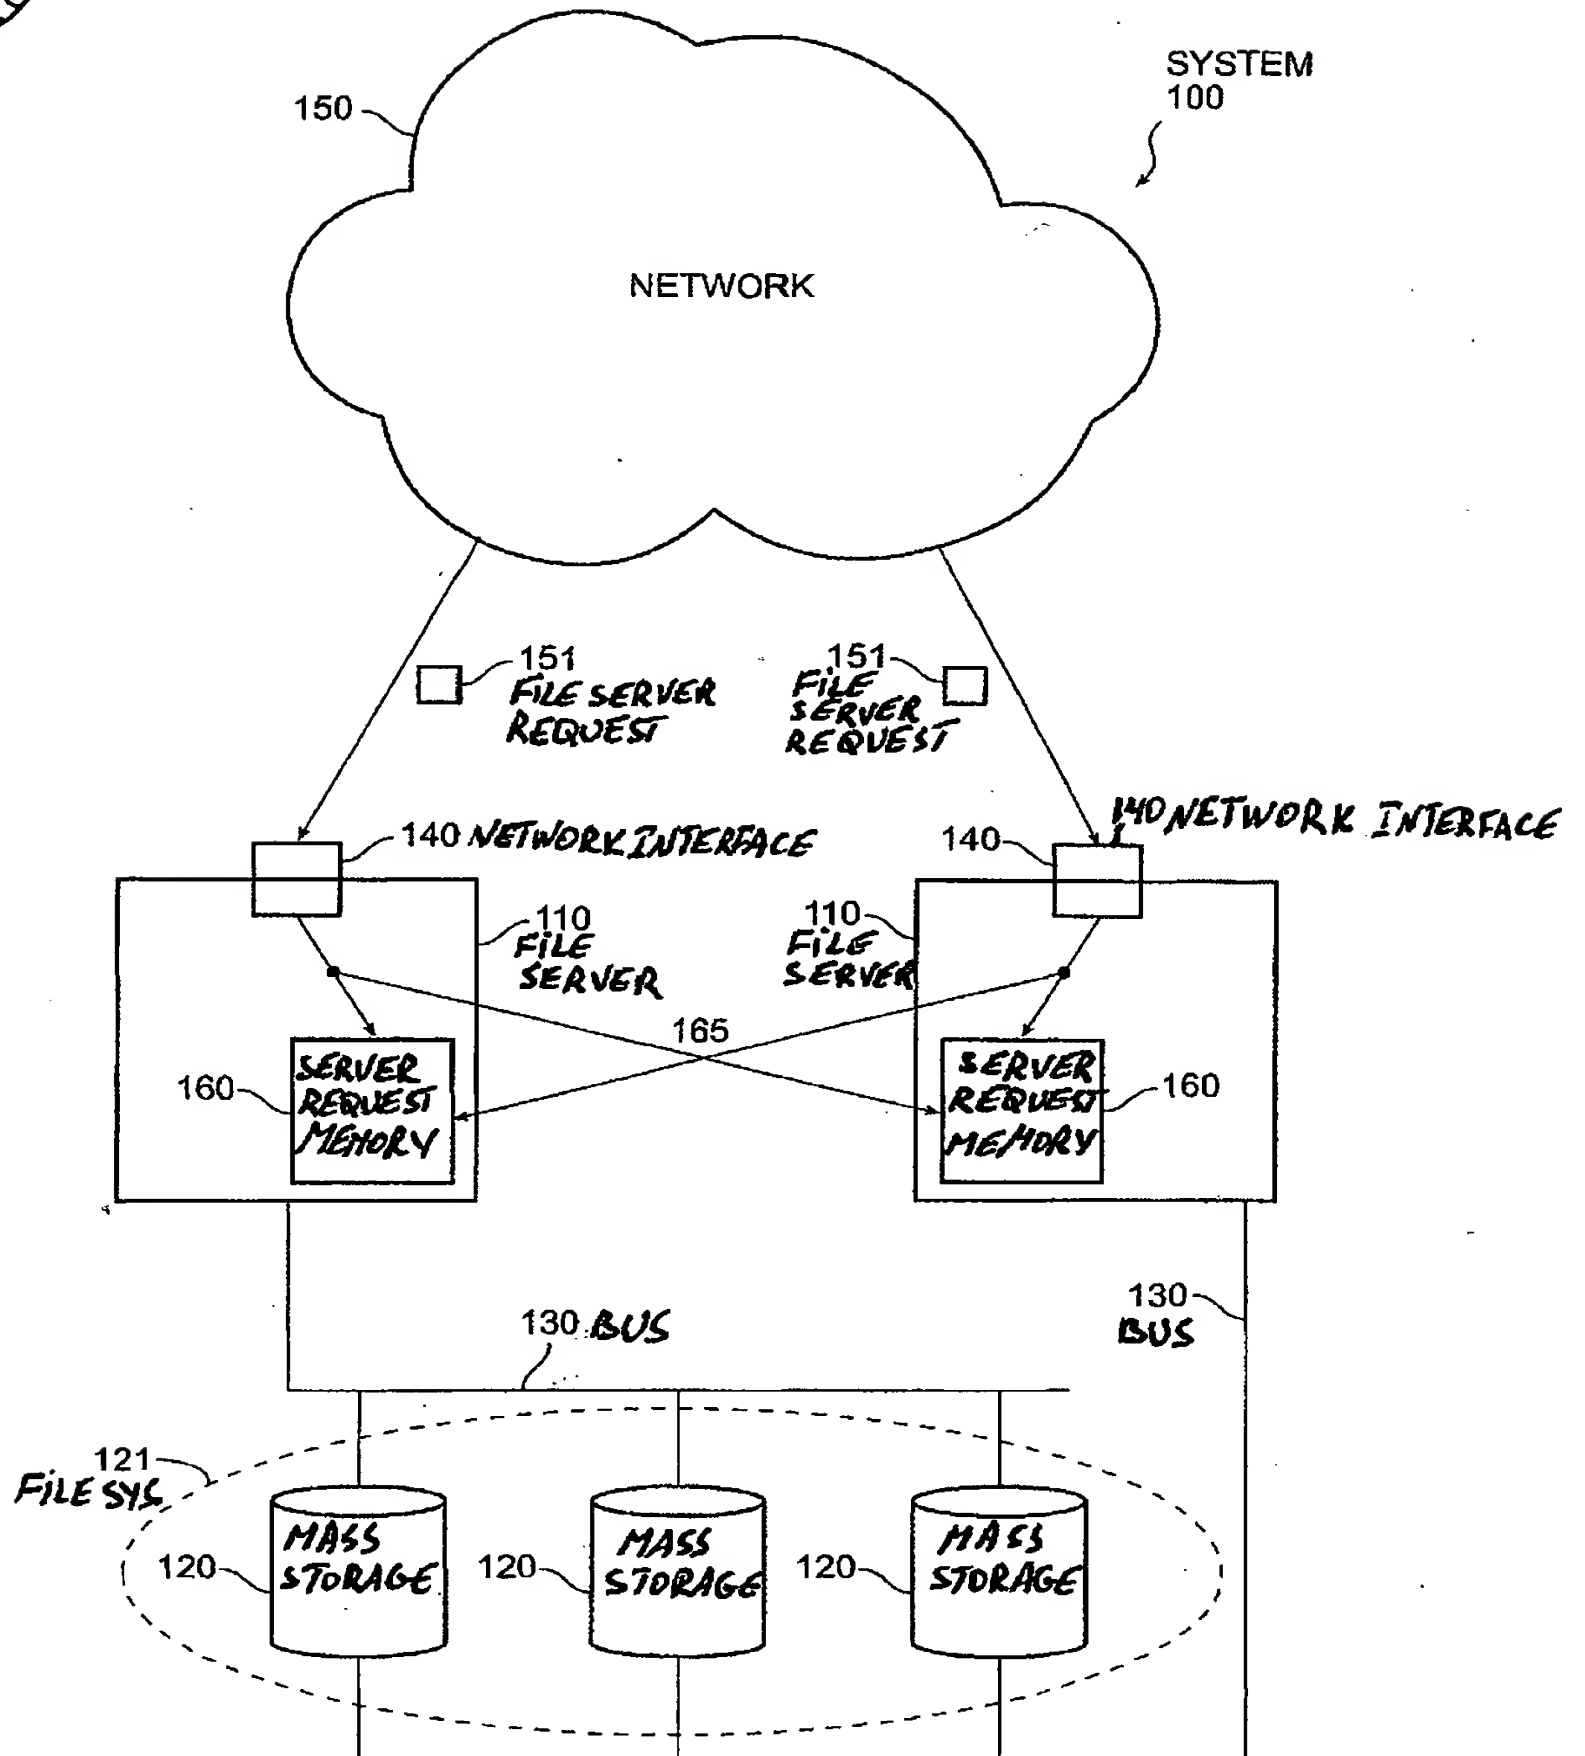 SYSTEM
100
150
NETWORK
151
FILE SERVER
REQUEST
151
FILE
SERVER
REQUEST
140 NETWORK INTERFACE
140
140 NETWORK INTERFACE
110
FILE
SERVER
110
FILE
SERVER
165
160
SERVER
REQUEST
MEMORY
SERVER
REQUEST
MEMORY
160
130 BUS
130
BUS
121
FILE SYS.
120
MASS
STORAGE
120
MASS
STORAGE
120
MASS
STORAGE